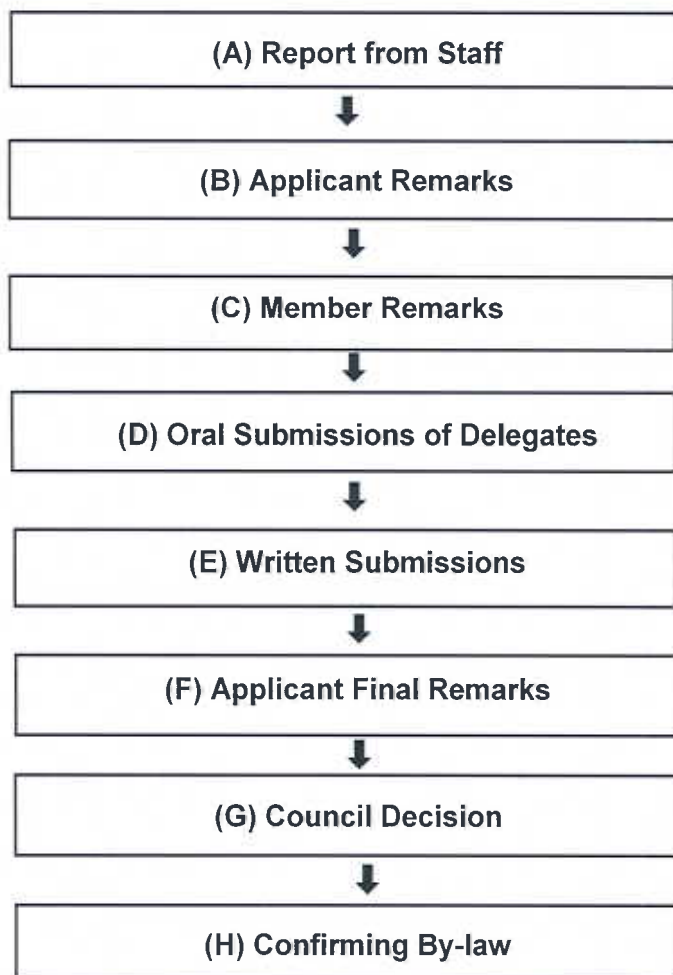 (A) Report from Staff
(B) Applicant Remarks
(C) Member Remarks
(D) Oral Submissions of Delegates
(E) Written Submissions
(F) Applicant Final Remarks
(G) Council Decision
(H) Confirming By-law